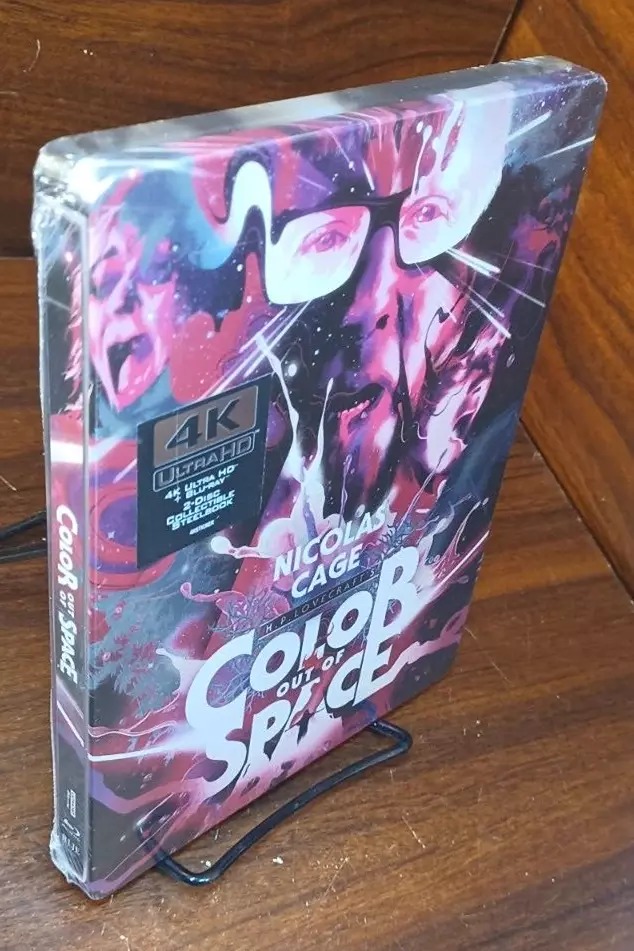 4K
ULTRA HD
4K ULTRA HD
+ BLU-RAY
2-DISC
COLLECTIBLE
STEELBOOK
NICOLAS
CAGE
H.P. LOVECRAFT'S
COLOR
OUT OF
SPACE
COLOR
OUT
OF
SPACE
RLJE